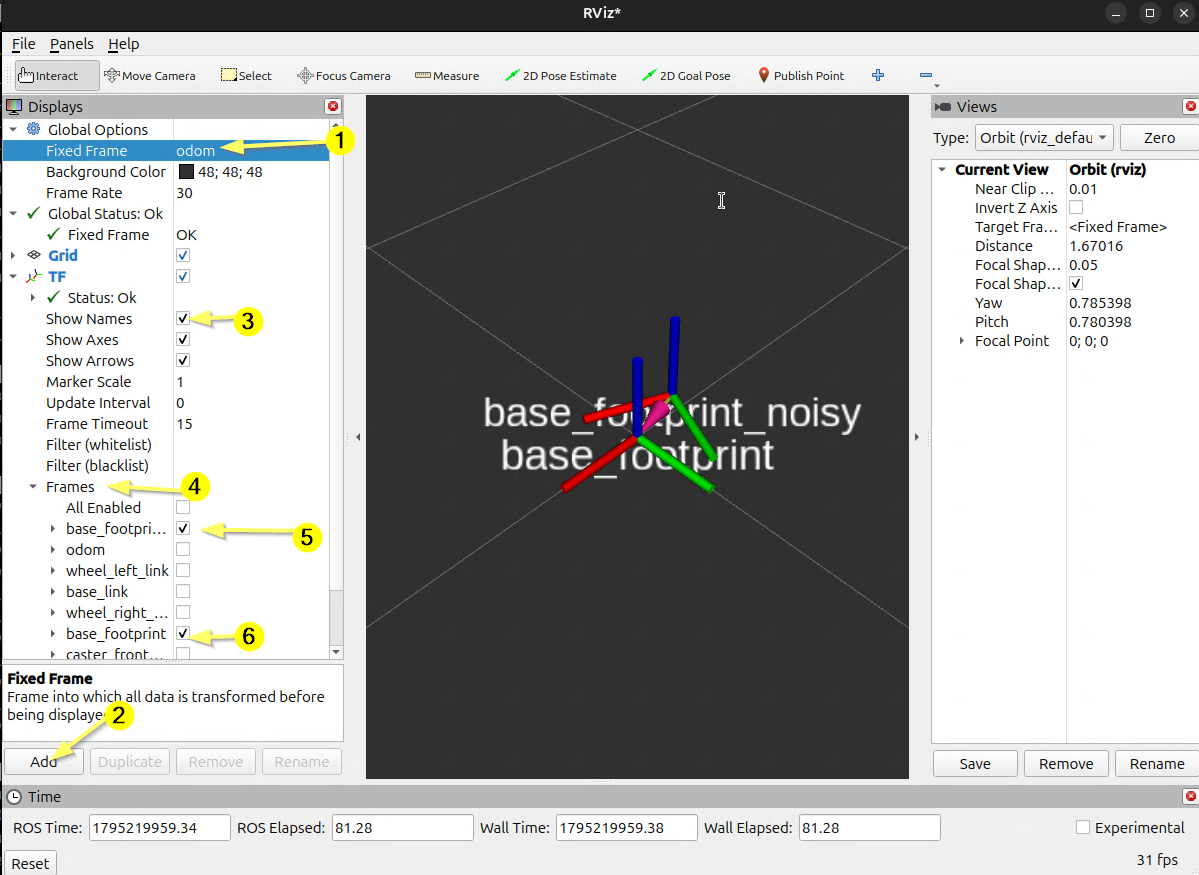 RViz*
File Panels Help
Interact Move Camera Select Focus Camera Measure 2D Pose Estimate 2D Goal Pose Publish Point
Displays
Global Options
Fixed Frame odom
1
Background Color 48; 48; 48
Frame Rate 30
Global Status: Ok
Fixed Frame OK
Grid
TF
Status: Ok
Show Names
3
Show Axes
Show Arrows
Marker Scale 1
Update Interval 0
Frame Timeout 15
Filter (whitelist)
Filter (blacklist)
Frames
4
All Enabled
base_footpri...
5
odom
wheel_left_link
base_link
wheel_right_...
base_footprint
6
caster_front...
Fixed Frame
Frame into which all data is transformed before
being displaye
2
Add Duplicate Remove Rename
base_footprint_noisy
base_footprint
Views
Type: Orbit (rviz_defau Zero
Current View Orbit (rviz)
Near Clip ... 0.01
Invert Z Axis
Target Fra... <Fixed Frame>
Distance 1.67016
Focal Shap... 0.05
Focal Shap...
Yaw 0.785398
Pitch 0.780398
Focal Point 0; 0; 0
Save Remove Rename
Time
ROS Time: 1795219959.34 ROS Elapsed: 81.28 Wall Time: 1795219959.38 Wall Elapsed: 81.28 Experimental
Reset 31 fps